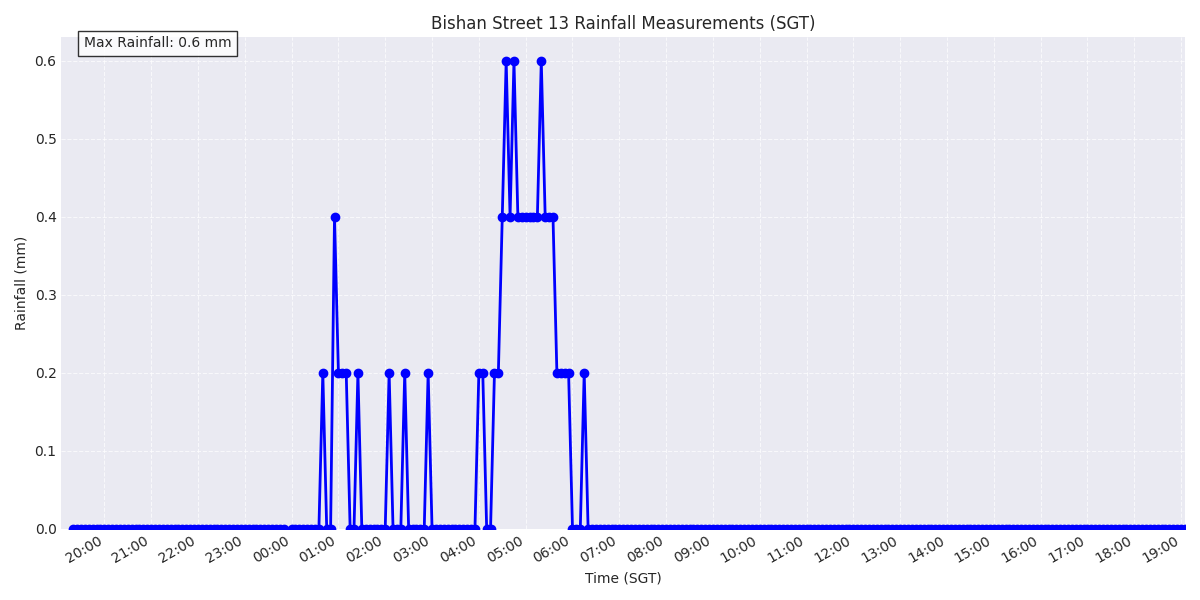 Bishan Street 13 Rainfall Measurements (SGT)
Max Rainfall: 0.6 mm
Rainfall (mm)
0.6
0.5
0.4
0.3
0.2
0.1
0.0
20:00 21:00 22:00 23:00 00:00 01:00 02:00 03:00 04:00 05:00 06:00 07:00 08:00 09:00 10:00 11:00 12:00 13:00 14:00 15:00 16:00 17:00 18:00 19:00
Time (SGT)